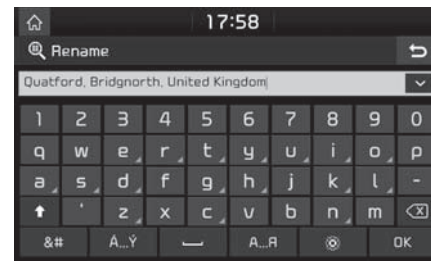 17:58
Rename
Quatford, Bridgnorth, United Kingdom
1 2 3 4 5 6 7 8 9 0
q w e r t y u i o p
a s d f g h j k l -
' z x c v b n m
&# Á...Ý A...Я OK